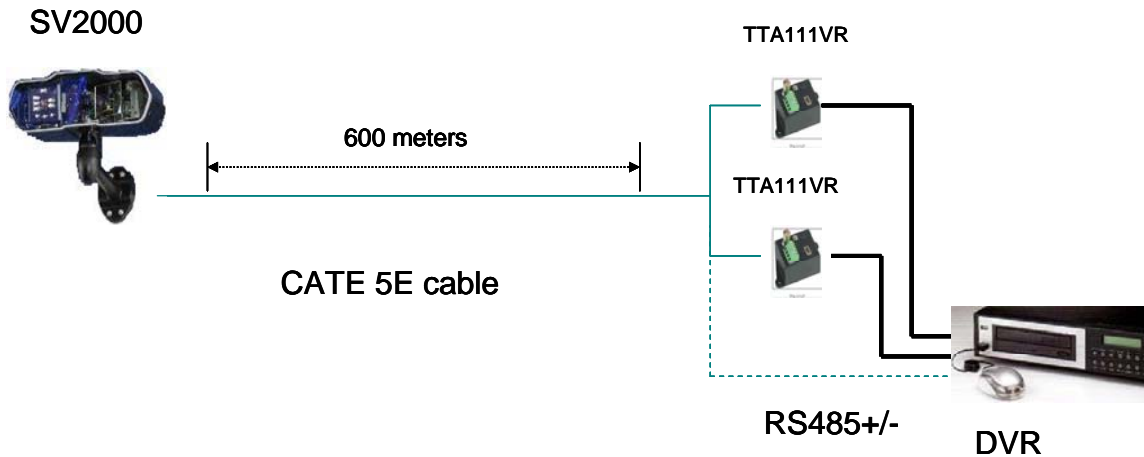 SV2000
TTA111VR
600 meters
TTA111VR
CATE 5E cable
RS485+/-
DVR